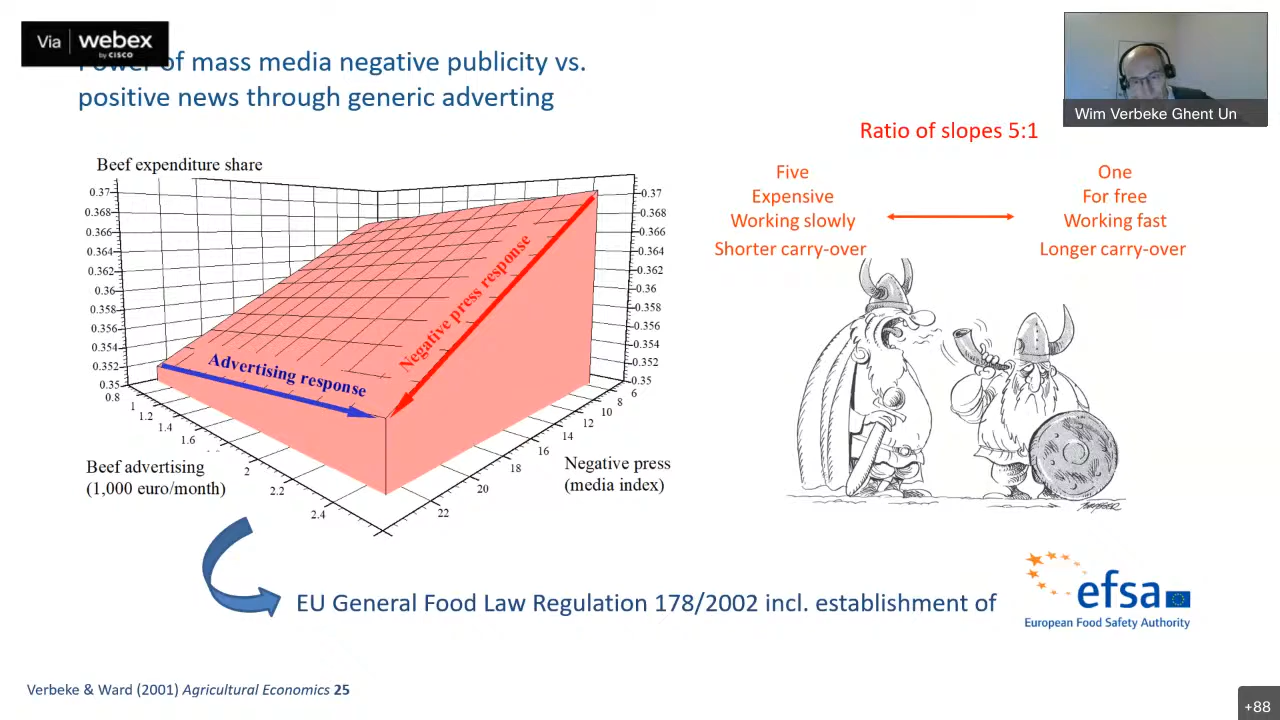 Via webex
by CISCO
Power of mass media negative publicity vs.
positive news through generic adverting
Wim Verbeke Ghent Un
Ratio of slopes 5:1
Five
Expensive
Working slowly
Shorter carry-over
One
For free
Working fast
Longer carry-over
Beef expenditure share
0.37
0.368
0.366
0.364
0.362
0.36
0.358
0.356
0.354
0.352
0.35
0.37
0.368
0.366
0.364
0.362
0.36
0.358
0.356
0.354
0.352
0.35
Negative press response
Advertising response
0.8
1
1.2
1.4
1.6
2
2.2
2.4
6
8
10
12
14
16
18
20
22
Beef advertising
(1,000 euro/month)
Negative press
(media index)
EU General Food Law Regulation 178/2002 incl. establishment of
efsa
European Food Safety Authority
Verbeke & Ward (2001) Agricultural Economics 25
+88